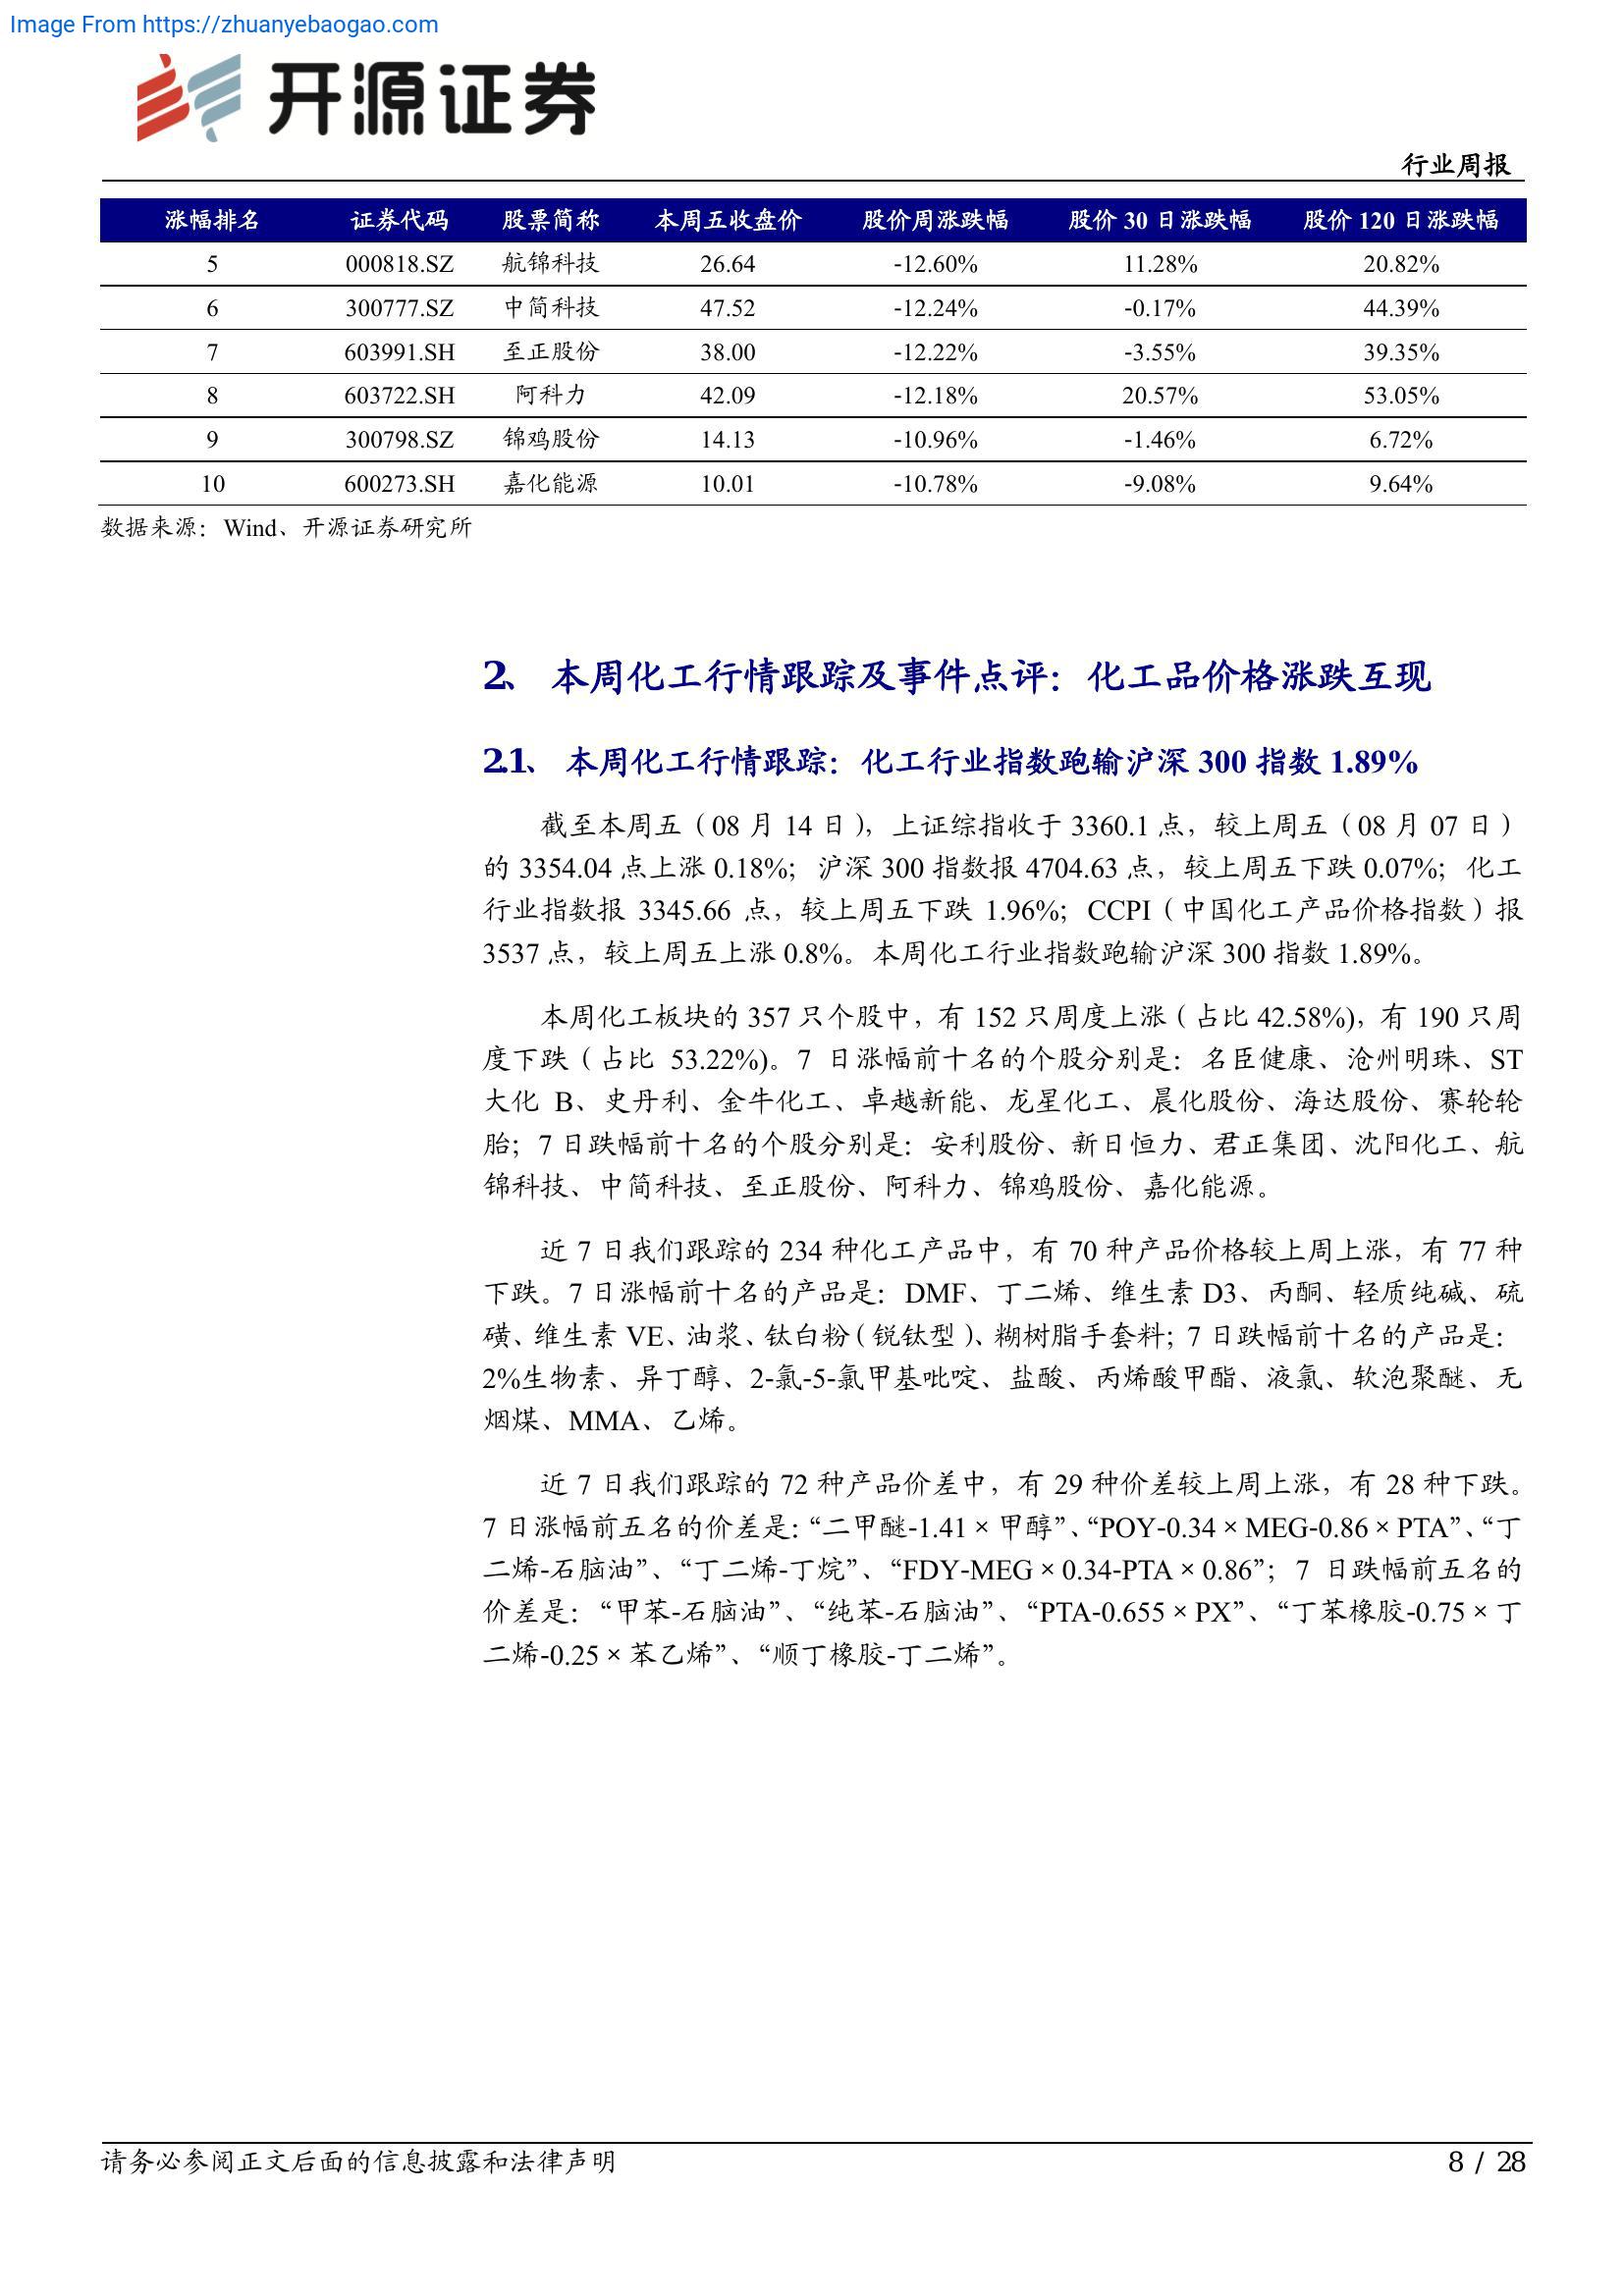 Image From https://zhuanyebaogao.com
开源证券
行业周报
涨幅排名 证券代码 股票简称 本周五收盘价 股价周涨跌幅 股价 30 日涨跌幅 股价 120 日涨跌幅
5 000818.SZ 航锦科技 26.64 -12.60% 11.28% 20.82%
6 300777.SZ 中简科技 47.52 -12.24% -0.17% 44.39%
7 603991.SH 至正股份 38.00 -12.22% -3.55% 39.35%
8 603722.SH 阿科力 42.09 -12.18% 20.57% 53.05%
9 300798.SZ 锦鸡股份 14.13 -10.96% -1.46% 6.72%
10 600273.SH 嘉化能源 10.01 -10.78% -9.08% 9.64%
数据来源：Wind、开源证券研究所
2、 本周化工行情跟踪及事件点评：化工品价格涨跌互现
2.1、 本周化工行情跟踪：化工行业指数跑输沪深 300 指数 1.89%
截至本周五（08 月 14 日），上证综指收于 3360.1 点，较上周五（08 月 07 日）
的 3354.04 点上涨 0.18%；沪深 300 指数报 4704.63 点，较上周五下跌 0.07%；化工
行业指数报 3345.66 点，较上周五下跌 1.96%；CCPI（中国化工产品价格指数）报
3537 点，较上周五上涨 0.8%。本周化工行业指数跑输沪深 300 指数 1.89%。
本周化工板块的 357 只个股中，有 152 只周度上涨（占比 42.58%)，有 190 只周
度下跌（占比 53.22%)。7 日涨幅前十名的个股分别是：名臣健康、沧州明珠、ST
大化 B、史丹利、金牛化工、卓越新能、龙星化工、晨化股份、海达股份、赛轮轮
胎；7 日跌幅前十名的个股分别是：安利股份、新日恒力、君正集团、沈阳化工、航
锦科技、中简科技、至正股份、阿科力、锦鸡股份、嘉化能源。
近 7 日我们跟踪的 234 种化工产品中，有 70 种产品价格较上周上涨，有 77 种
下跌。7 日涨幅前十名的产品是：DMF、丁二烯、维生素 D3、丙酮、轻质纯碱、硫
磺、维生素 VE、油浆、钛白粉（锐钛型）、糊树脂手套料；7 日跌幅前十名的产品是：
2%生物素、异丁醇、2-氯-5-氯甲基吡啶、盐酸、丙烯酸甲酯、液氯、软泡聚醚、无
烟煤、MMA、乙烯。
近 7 日我们跟踪的 72 种产品价差中，有 29 种价差较上周上涨，有 28 种下跌。
7 日涨幅前五名的价差是：“二甲醚-1.41×甲醇”、“POY-0.34×MEG-0.86×PTA”、“丁
二烯-石脑油”、“丁二烯-丁烷”、“FDY-MEG×0.34-PTA×0.86”；7 日跌幅前五名的
价差是：“甲苯-石脑油”、“纯苯-石脑油”、“PTA-0.655×PX”、“丁苯橡胶-0.75×丁
二烯-0.25×苯乙烯”、“顺丁橡胶-丁二烯”。
请务必参阅正文后面的信息披露和法律声明 8 / 28